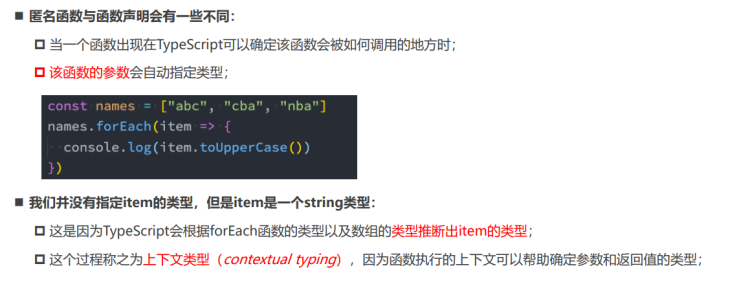 匿名函数与函数声明会有一些不同：
当一个函数出现在TypeScript可以确定该函数会被如何调用的地方时；
该函数的参数会自动指定类型；
const names = ["abc", "cba", "nba"]
names.forEach(item => {
  console.log(item.toUpperCase())
})
我们并没有指定item的类型，但是item是一个string类型：
这是因为TypeScript会根据forEach函数的类型以及数组的类型推断出item的类型；
这个过程称之为上下文类型（contextual typing），因为函数执行的上下文可以帮助确定参数和返回值的类型；